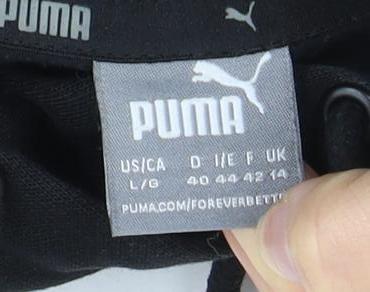 PUMA
PUMA
US/CA D I/E F UK
L/G 40 44 42 14
PUMA.COM/FOREVERBETT